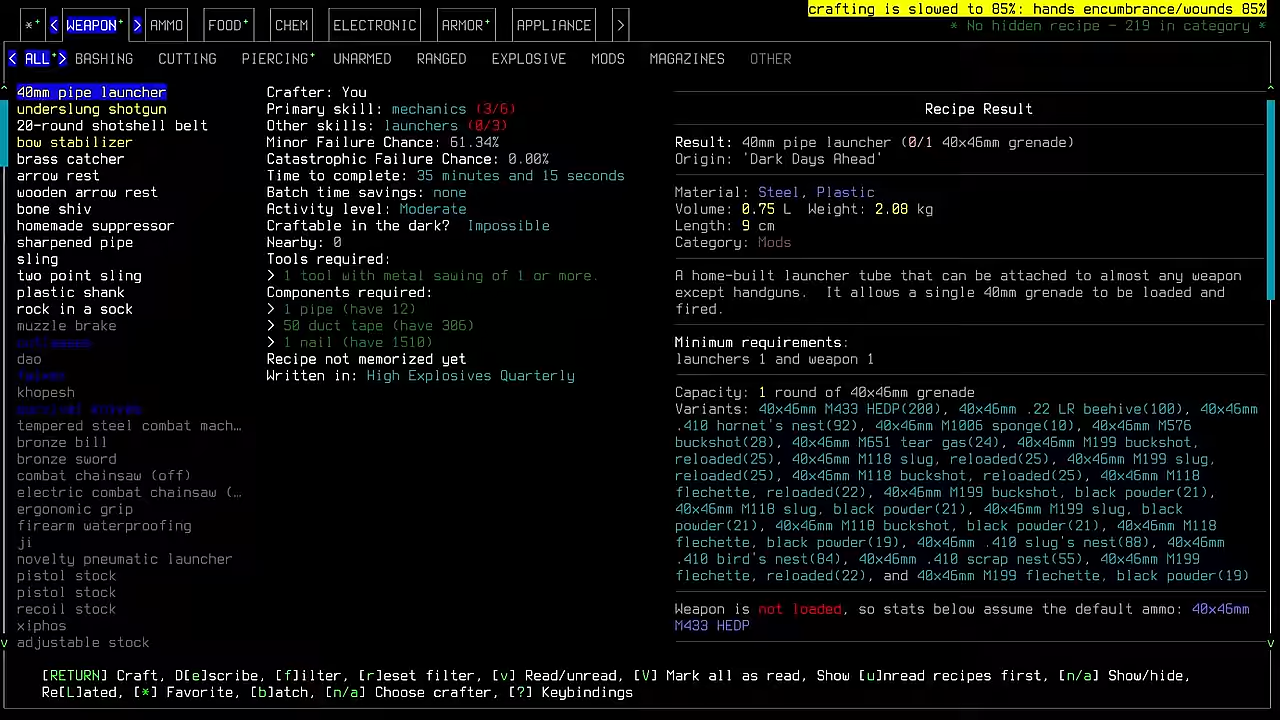 crafting is slowed to 85%: hands encumbrance/wounds 85%
*⁺ < WEAPON⁺ > AMMO FOOD⁺ CHEM ELECTRONIC ARMOR⁺ APPLIANCE >
* No hidden recipe - 219 in category *
< ALL⁺> BASHING CUTTING PIERCING⁺ UNARMED RANGED EXPLOSIVE MODS MAGAZINES OTHER
40mm pipe launcher
underslung shotgun
20-round shotshell belt
bow stabilizer
brass catcher
arrow rest
wooden arrow rest
bone shiv
homemade suppressor
sharpened pipe
sling
two point sling
plastic shank
rock in a sock
muzzle brake
dao
khopesh
tempered steel combat mach…
bronze bill
bronze sword
combat chainsaw (off)
electric combat chainsaw (…
ergonomic grip
firearm waterproofing
ji
novelty pneumatic launcher
pistol stock
pistol stock
recoil stock
xiphos
adjustable stock
Crafter: You
Primary skill: mechanics (3/6)
Other skills: launchers (0/3)
Minor Failure Chance: 61.34%
Catastrophic Failure Chance: 0.00%
Time to complete: 35 minutes and 15 seconds
Batch time savings: none
Activity level: Moderate
Craftable in the dark? Impossible
Nearby: 0
Tools required:
> 1 tool with metal sawing of 1 or more.
Components required:
> 1 pipe (have 12)
> 50 duct tape (have 306)
> 1 nail (have 1510)
Recipe not memorized yet
Written in: High Explosives Quarterly
Recipe Result
Result: 40mm pipe launcher (0/1 40x46mm grenade)
Origin: 'Dark Days Ahead'
Material: Steel, Plastic
Volume: 0.75 L Weight: 2.08 kg
Length: 9 cm
Category: Mods
A home-built launcher tube that can be attached to almost any weapon
except handguns. It allows a single 40mm grenade to be loaded and
fired.
Minimum requirements:
launchers 1 and weapon 1
Capacity: 1 round of 40x46mm grenade
Variants: 40x46mm M433 HEDP(200), 40x46mm .22 LR beehive(100), 40x46mm
.410 hornet's nest(92), 40x46mm M1006 sponge(10), 40x46mm M576
buckshot(28), 40x46mm M651 tear gas(24), 40x46mm M199 buckshot,
reloaded(25), 40x46mm M118 slug, reloaded(25), 40x46mm M199 slug,
reloaded(25), 40x46mm M118 buckshot, reloaded(25), 40x46mm M118
flechette, reloaded(22), 40x46mm M199 buckshot, black powder(21),
40x46mm M118 slug, black powder(21), 40x46mm M199 slug, black
powder(21), 40x46mm M118 buckshot, black powder(21), 40x46mm M118
flechette, black powder(19), 40x46mm .410 slug's nest(88), 40x46mm
.410 bird's nest(84), 40x46mm .410 scrap nest(55), 40x46mm M199
flechette, reloaded(22), and 40x46mm M199 flechette, black powder(19)
Weapon is not loaded, so stats below assume the default ammo: 40x46mm
M433 HEDP
[RETURN] Craft, D[e]scribe, [f]ilter, [r]eset filter, [v] Read/unread, [V] Mark all as read, Show [u]nread recipes first, [n/a] Show/hide,
Re[L]ated, [*] Favorite, [b]atch, [n/a] Choose crafter, [?] Keybindings